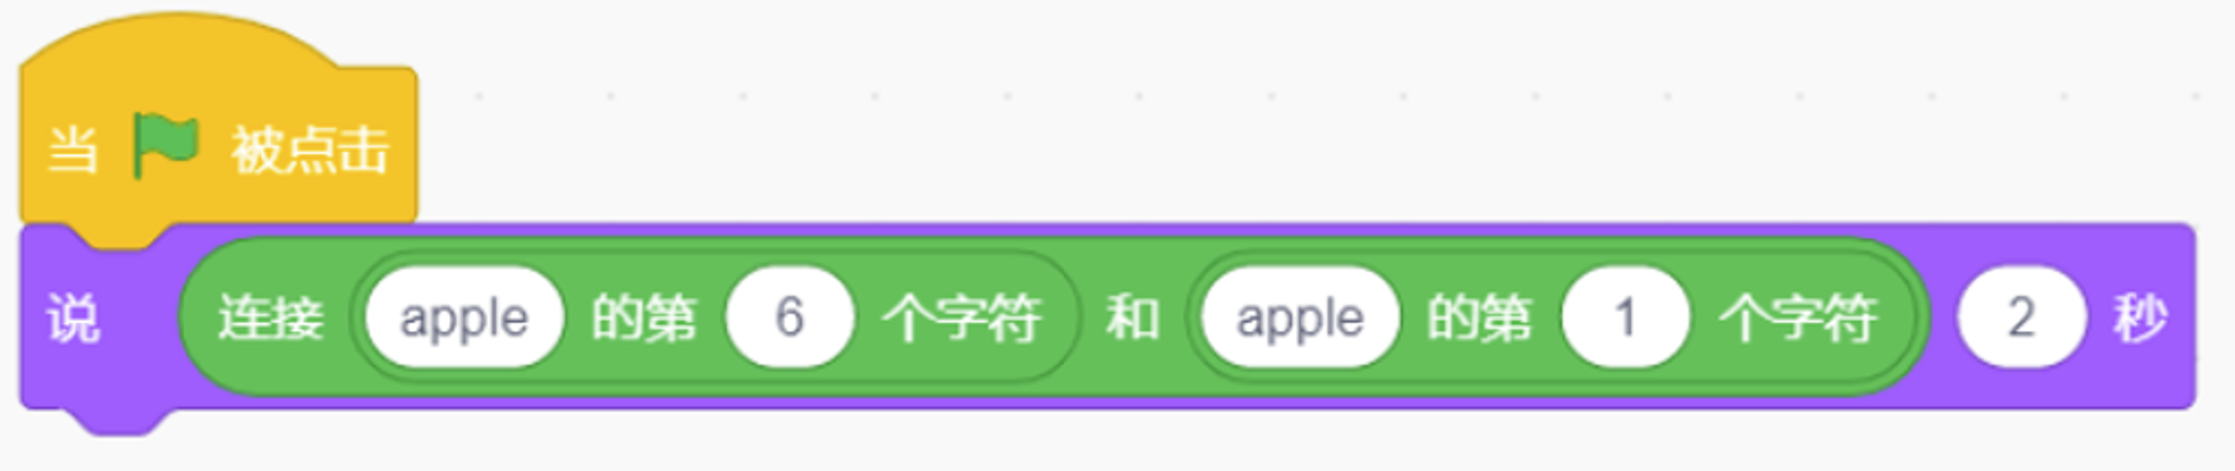 当 被点击
说 连接 apple 的第 6 个字符 和 apple 的第 1 个字符 2 秒